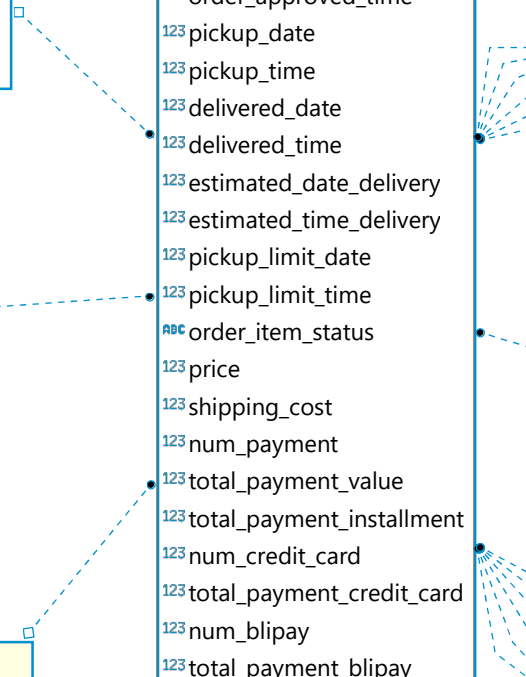 order_approved_time
123 pickup_date
123 pickup_time
123 delivered_date
123 delivered_time
123 estimated_date_delivery
123 estimated_time_delivery
123 pickup_limit_date
123 pickup_limit_time
ABC order_item_status
123 price
123 shipping_cost
123 num_payment
123 total_payment_value
123 total_payment_installment
123 num_credit_card
123 total_payment_credit_card
123 num_blipay
123 total_payment_blipay